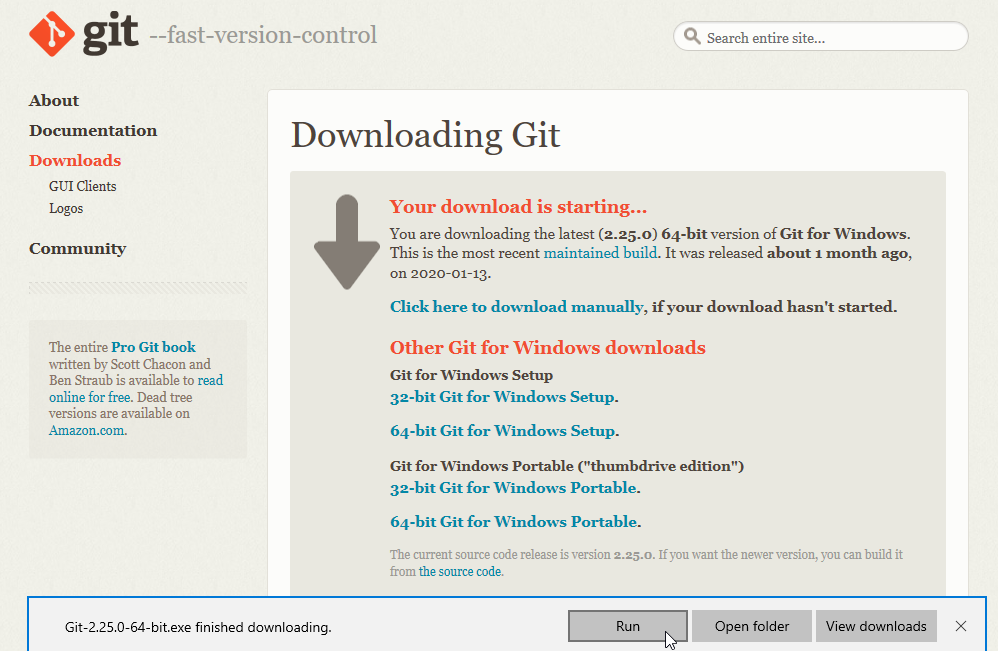 git --fast-version-control
Search entire site...
About
Documentation
Downloads
GUI Clients
Logos
Community
The entire Pro Git book
written by Scott Chacon and
Ben Straub is available to read
online for free. Dead tree
versions are available on
Amazon.com.
Downloading Git
Your download is starting...
You are downloading the latest (2.25.0) 64-bit version of Git for Windows.
This is the most recent maintained build. It was released about 1 month ago,
on 2020-01-13.
Click here to download manually, if your download hasn't started.
Other Git for Windows downloads
Git for Windows Setup
32-bit Git for Windows Setup.
64-bit Git for Windows Setup.
Git for Windows Portable ("thumbdrive edition")
32-bit Git for Windows Portable.
64-bit Git for Windows Portable.
The current source code release is version 2.25.0. If you want the newer version, you can build it
from the source code.
Git-2.25.0-64-bit.exe finished downloading.
Run
Open folder
View downloads